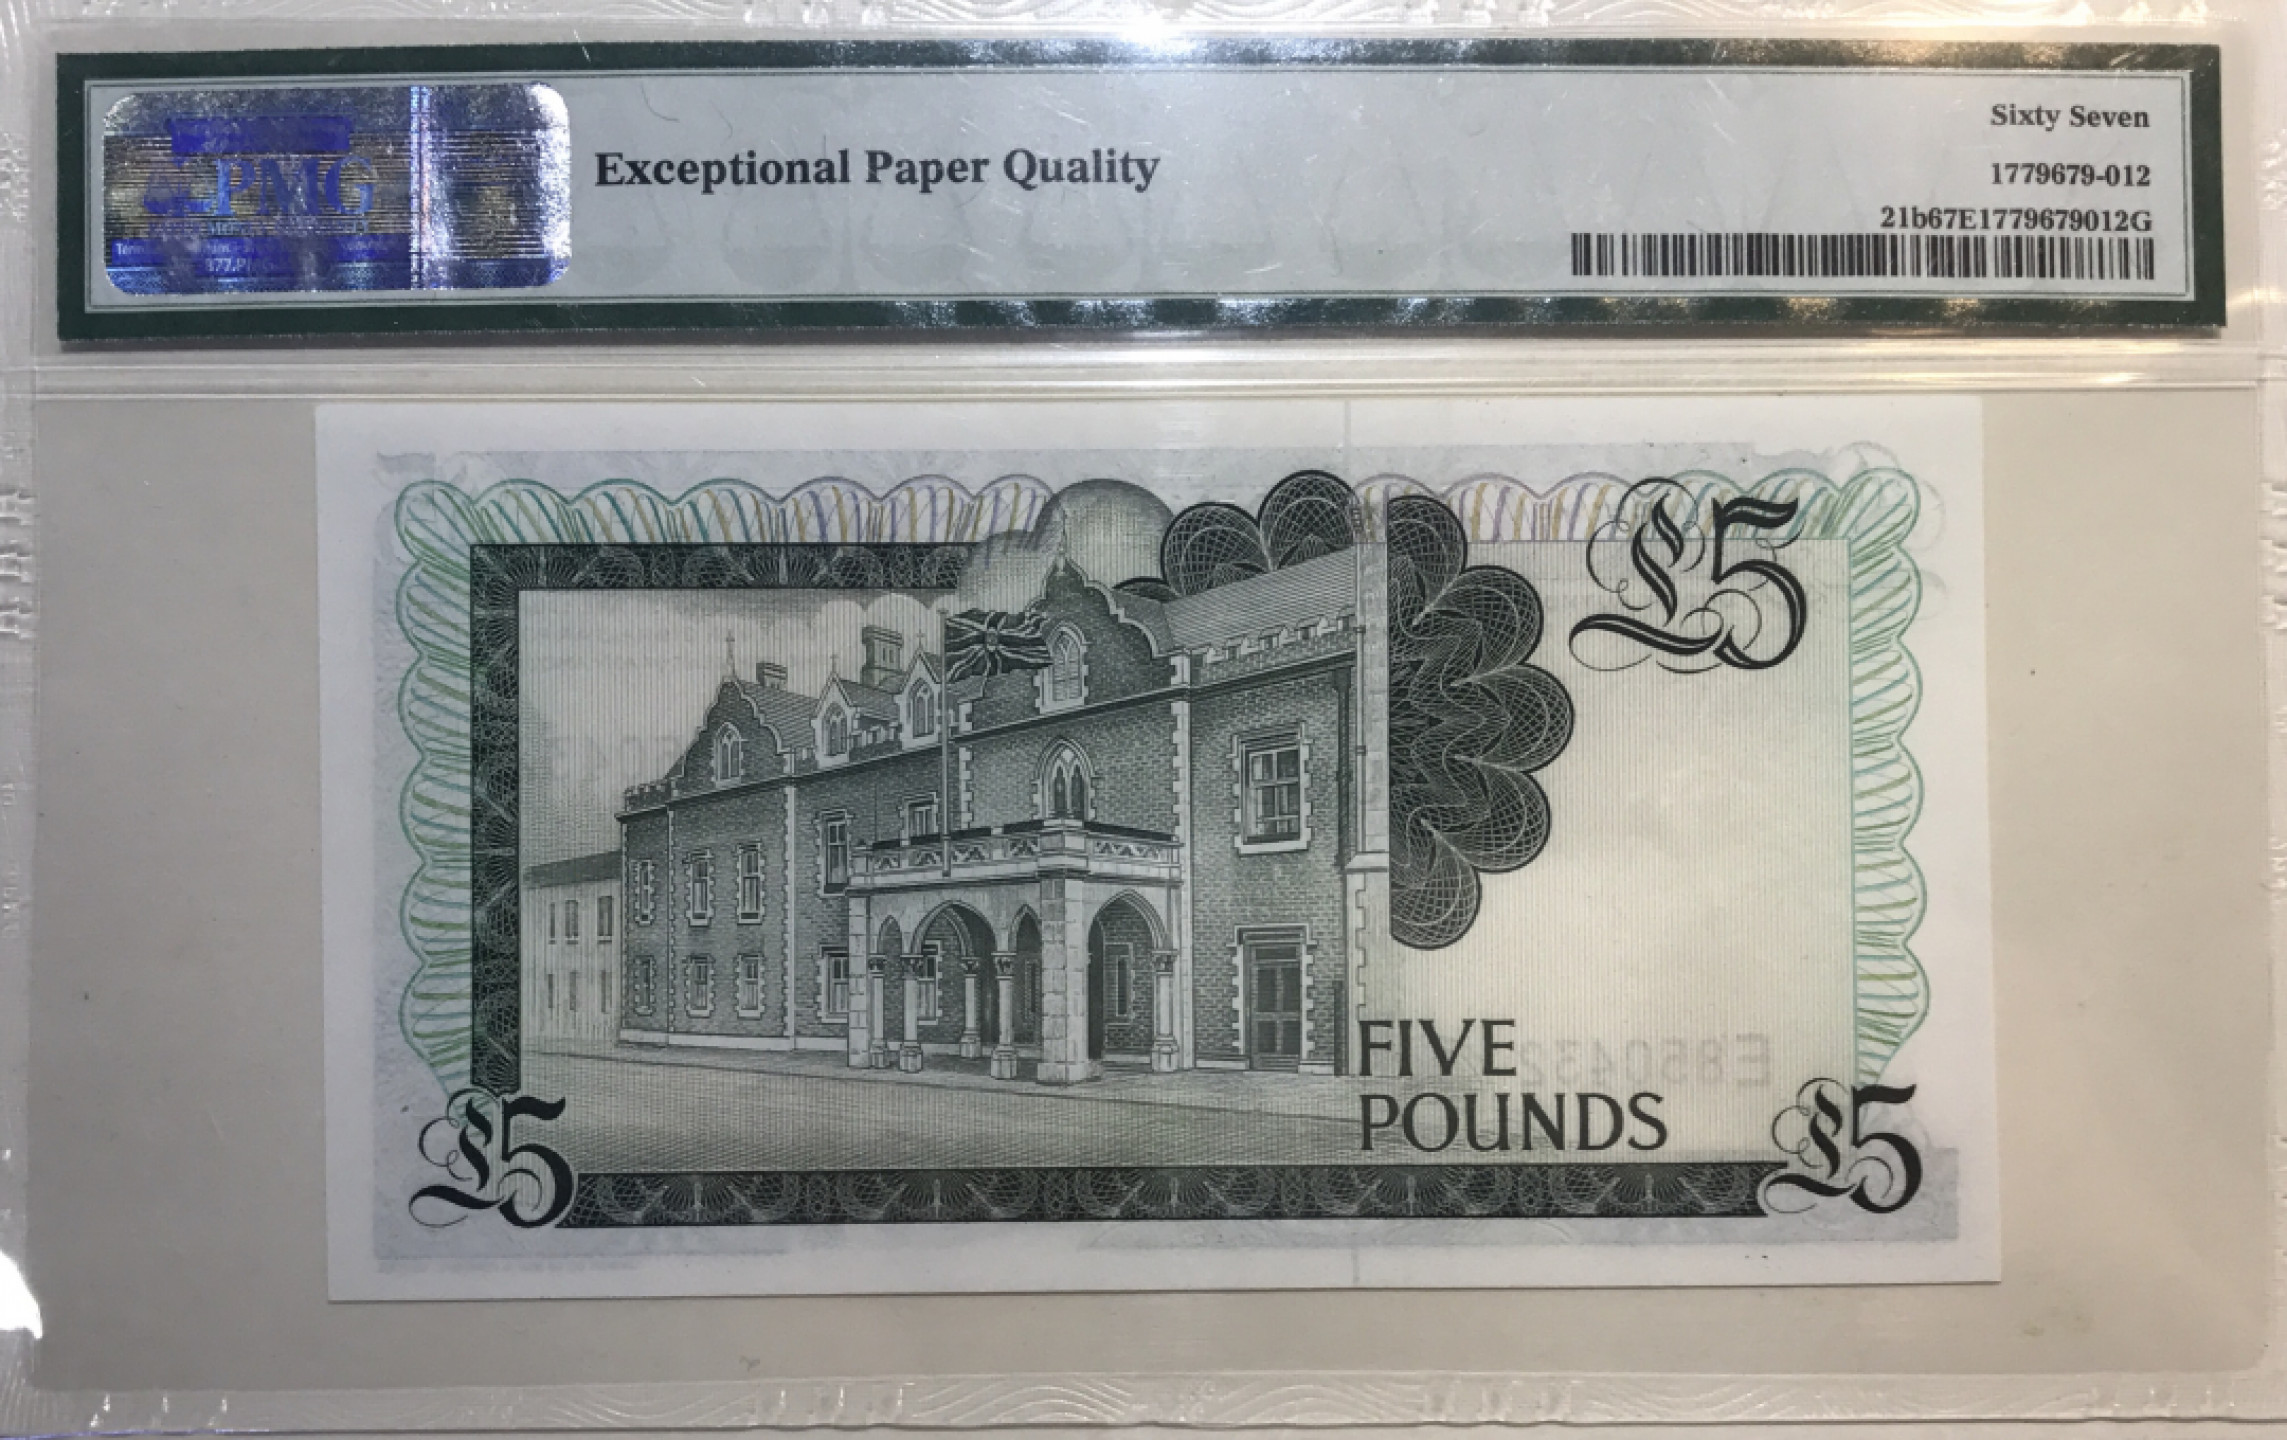 PMG
Exceptional Paper Quality
Sixty Seven
1779679-012
21b67E1779679012G
£5
FIVE
POUNDS
£5
£5